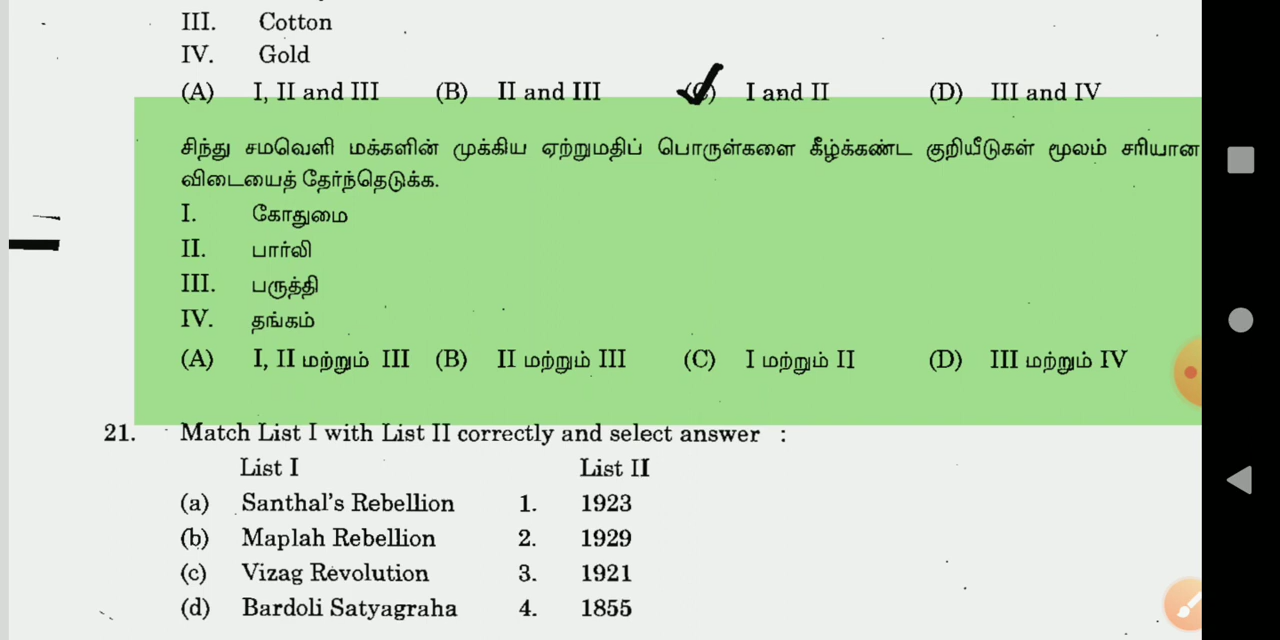 III. Cotton
IV. Gold
(A) I, II and III (B) II and III (C) I and II (D) III and IV
சிந்து சமவெளி மக்களின் முக்கிய ஏற்றுமதிப் பொருள்களை கீழ்க்கண்ட குறியீடுகள் மூலம் சரியான
விடையைத் தேர்ந்தெடுக்க.
I. கோதுமை
II. பார்லி
III. பருத்தி
IV. தங்கம்
(A) I, II மற்றும் III (B) II மற்றும் III (C) I மற்றும் II (D) III மற்றும் IV
21. Match List I with List II correctly and select answer :
List I List II
(a) Santhal's Rebellion 1. 1923
(b) Maplah Rebellion 2. 1929
(c) Vizag Revolution 3. 1921
(d) Bardoli Satyagraha 4. 1855